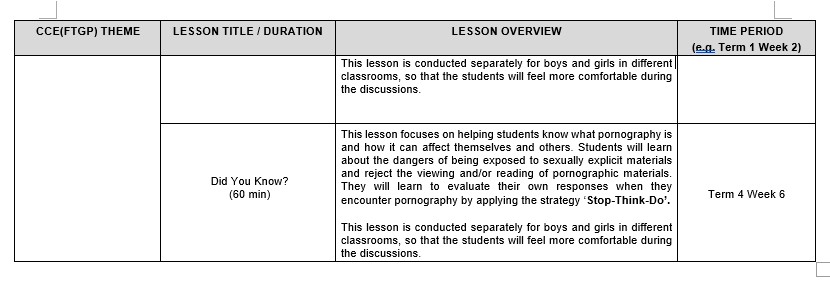 CCE(FTGP) THEME
LESSON TITLE / DURATION
LESSON OVERVIEW
TIME PERIOD
(e.g. Term 1 Week 2)
This lesson is conducted separately for boys and girls in different
classrooms, so that the students will feel more comfortable during
the discussions.
Did You Know?
(60 min)
This lesson focuses on helping students know what pornography is
and how it can affect themselves and others. Students will learn
about the dangers of being exposed to sexually explicit materials
and reject the viewing and/or reading of pornographic materials.
They will learn to evaluate their own responses when they
encounter pornography by applying the strategy ‘Stop-Think-Do’.
This lesson is conducted separately for boys and girls in different
classrooms, so that the students will feel more comfortable during
the discussions.
Term 4 Week 6